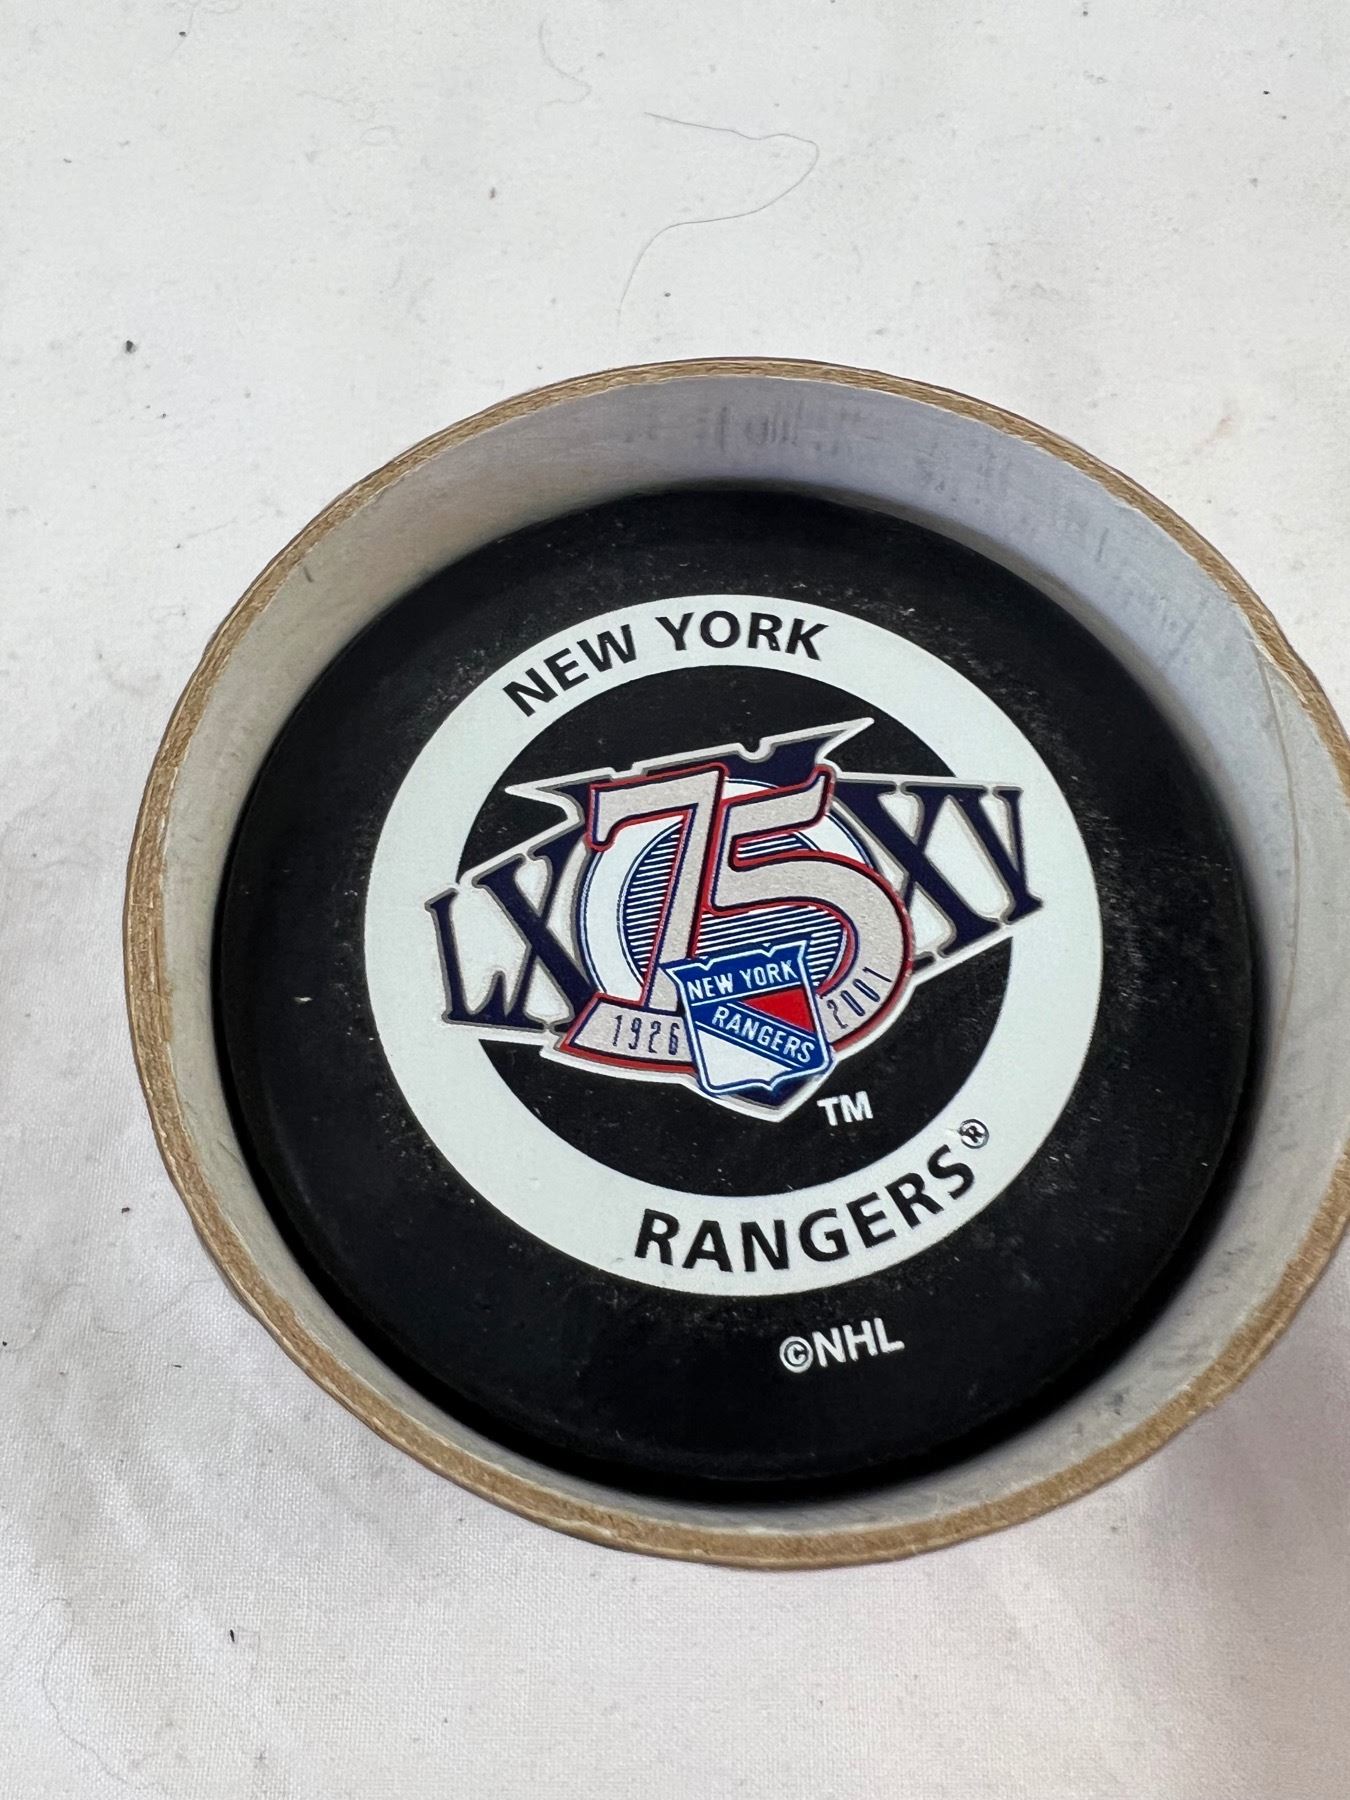 NEW YORK
LXXV
75
1926
2001
NEW YORK
RANGERS
TM
RANGERS®
©NHL